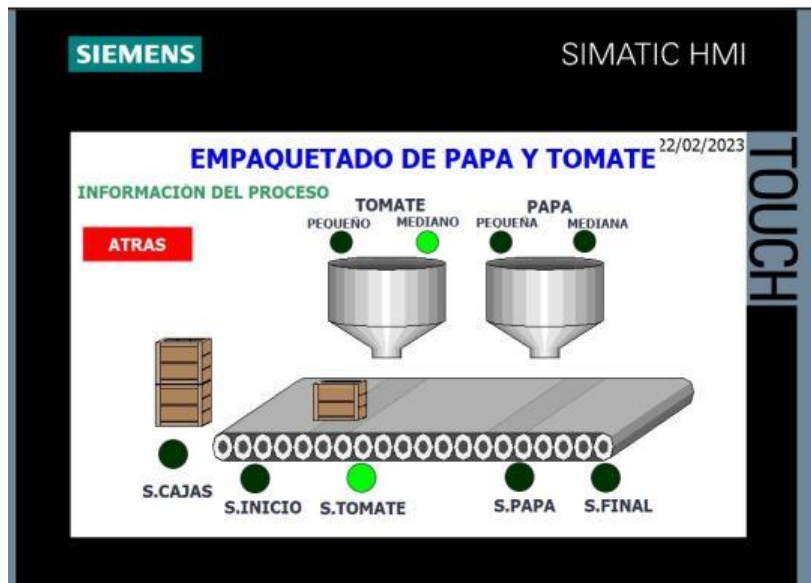 SIEMENS
SIMATIC HMI
TOUCH
22/02/2023
EMPAQUETADO DE PAPA Y TOMATE
INFORMACIÓN DEL PROCESO
ATRAS
TOMATE
PAPA
PEQUEÑO
MEDIANO
PEQUEÑA
MEDIANA
S.CAJAS
S.INICIO
S.TOMATE
S.PAPA
S.FINAL